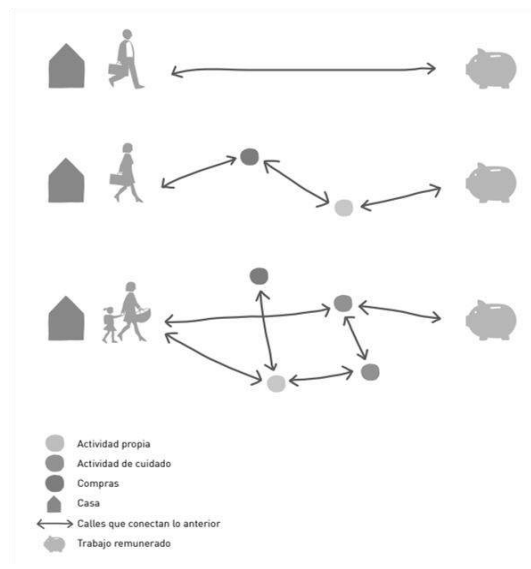 Actividad propia
Actividad de cuidado
Compras
Casa
Calles que conectan lo anterior
Trabajo remunerado